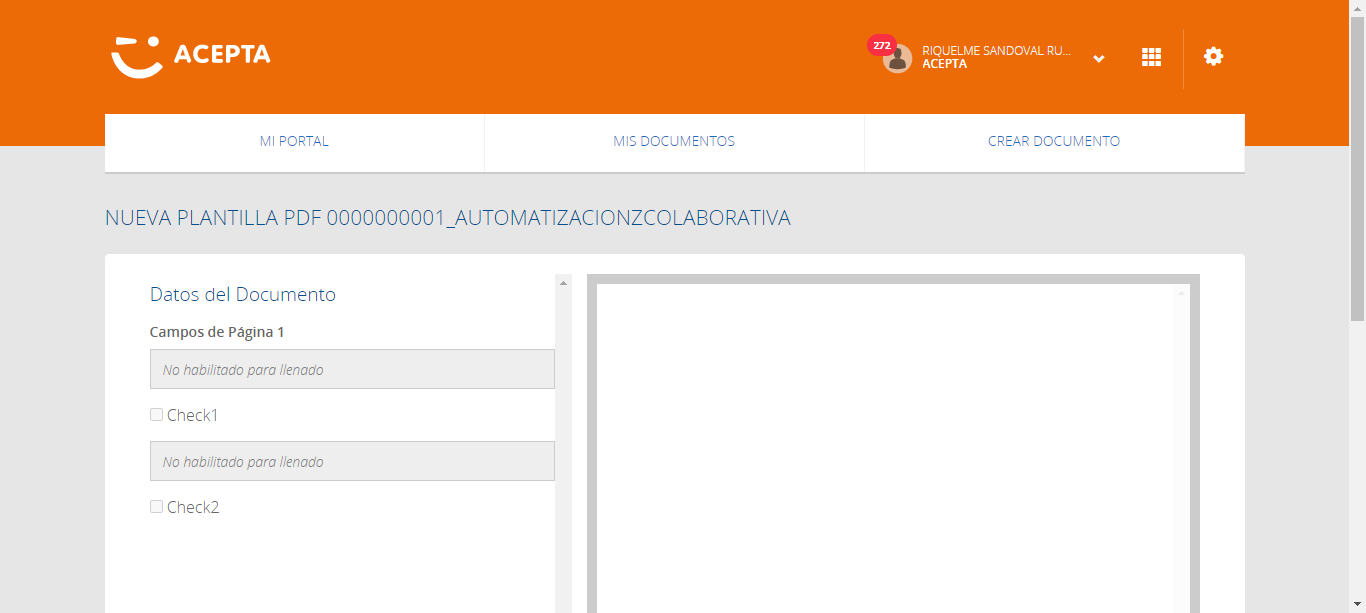 ACEPTA
272
RIQUELME SANDOVAL RU...
ACEPTA
MI PORTAL
MIS DOCUMENTOS
CREAR DOCUMENTO
NUEVA PLANTILLA PDF 0000000001_AUTOMATIZACIONZCOLABORATIVA
Datos del Documento
Campos de Página 1
No habilitado para llenado
Check1
No habilitado para llenado
Check2